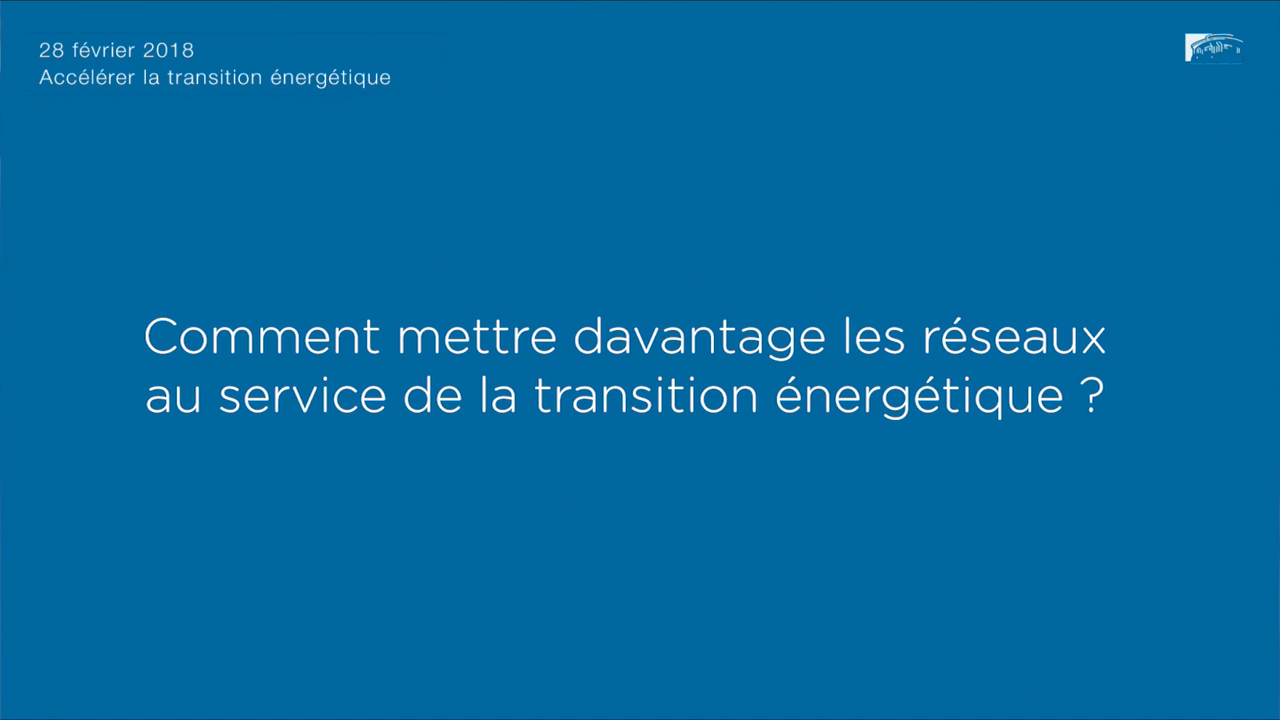 28 février 2018
Accélérer la transition énergétique
Comment mettre davantage les réseaux
au service de la transition énergétique ?